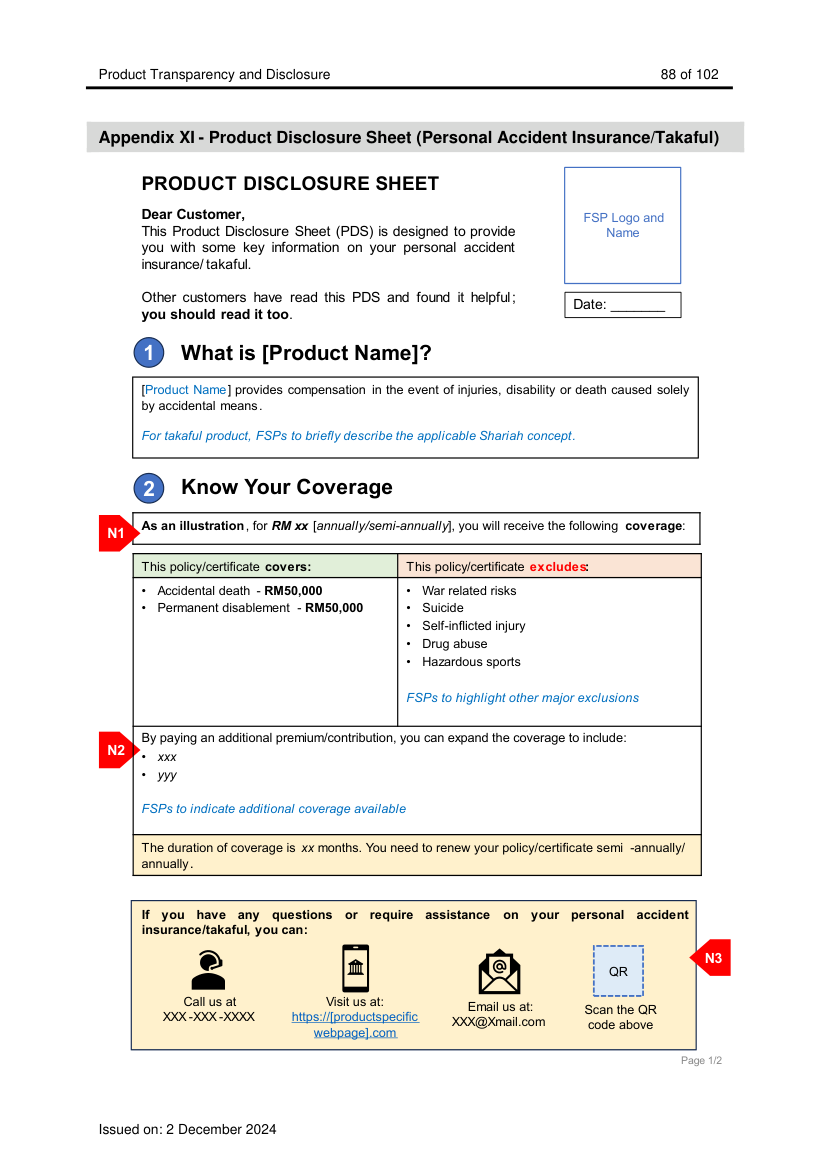 Product Transparency and Disclosure 88 of 102
Appendix XI - Product Disclosure Sheet (Personal Accident Insurance/Takaful)
PRODUCT DISCLOSURE SHEET
Dear Customer,
This Product Disclosure Sheet (PDS) is designed to provide
you with some key information on your personal accident
insurance/takaful.
Other customers have read this PDS and found it helpful;
you should read it too.
FSP Logo and
Name
Date: _______
1 What is [Product Name]?
[Product Name] provides compensation in the event of injuries, disability or death caused solely
by accidental means.
For takaful product, FSPs to briefly describe the applicable Shariah concept.
2 Know Your Coverage
N1
As an illustration, for RM xx [annually/semi-annually], you will receive the following coverage:
This policy/certificate covers:
• Accidental death - RM50,000
• Permanent disablement - RM50,000
This policy/certificate excludes:
• War related risks
• Suicide
• Self-inflicted injury
• Drug abuse
• Hazardous sports
FSPs to highlight other major exclusions
N2
By paying an additional premium/contribution, you can expand the coverage to include:
• xxx
• yyy
FSPs to indicate additional coverage available
The duration of coverage is xx months. You need to renew your policy/certificate semi -annually/
annually.
If you have any questions or require assistance on your personal accident
insurance/takaful, you can:
N3
Call us at
XXX-XXX-XXXX
Visit us at:
https://[productspecific
webpage].com
Email us at:
XXX@Xmail.com
QR
Scan the QR
code above
Page 1/2
Issued on: 2 December 2024